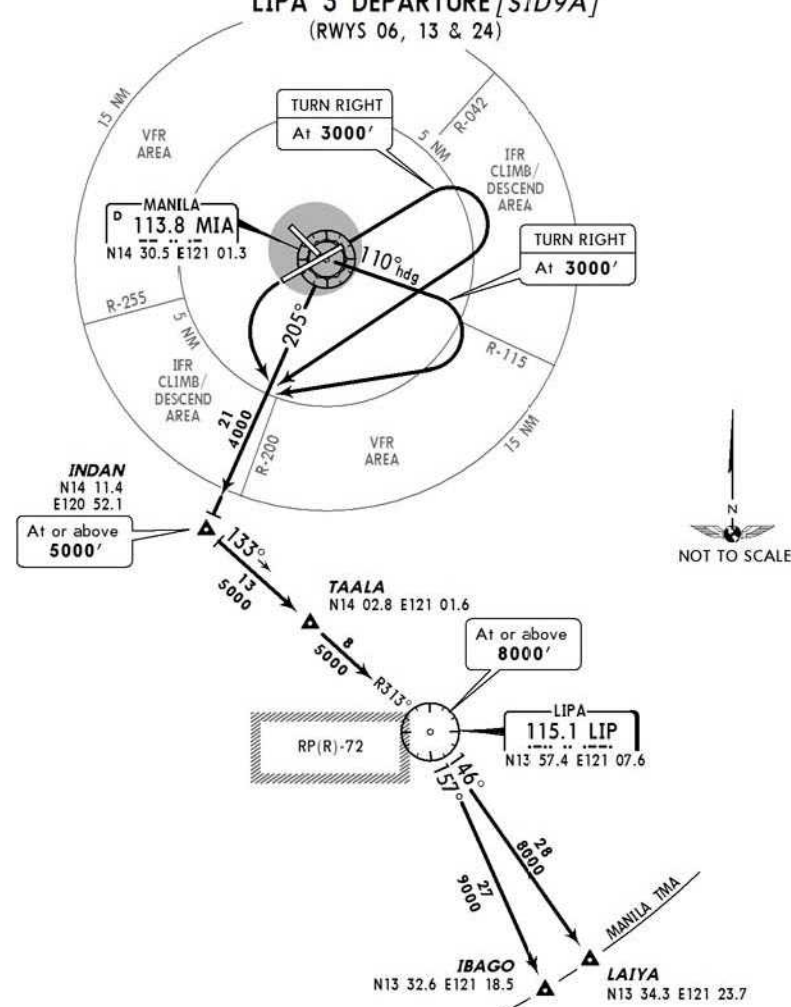 LIPA 3 DEPARTURE [SID9A]
(RWYS 06, 13 & 24)
15 NM
VFR
AREA
TURN RIGHT
At 3000'
5 NM
R-042
IFR
CLIMB/
DESCEND
AREA
MANILA
D 113.8 MIA
N14 30.5 E121 01.3
110°hdg
TURN RIGHT
At 3000'
R-255
5 NM
205°
R-115
IFR
CLIMB/
DESCEND
AREA
21
4000
R-200
VFR
AREA
15 NM
INDAN
N14 11.4
E120 52.1
At or above
5000'
N
NOT TO SCALE
133°
13
5000
TAALA
N14 02.8 E121 01.6
8
5000
R313°
At or above
8000'
RP(R)-72
LIPA
115.1 LIP
N13 57.4 E121 07.6
146°
157°
28
8000
27
9000
MANILA TMA
IBAGO
N13 32.6 E121 18.5
LAIYA
N13 34.3 E121 23.7